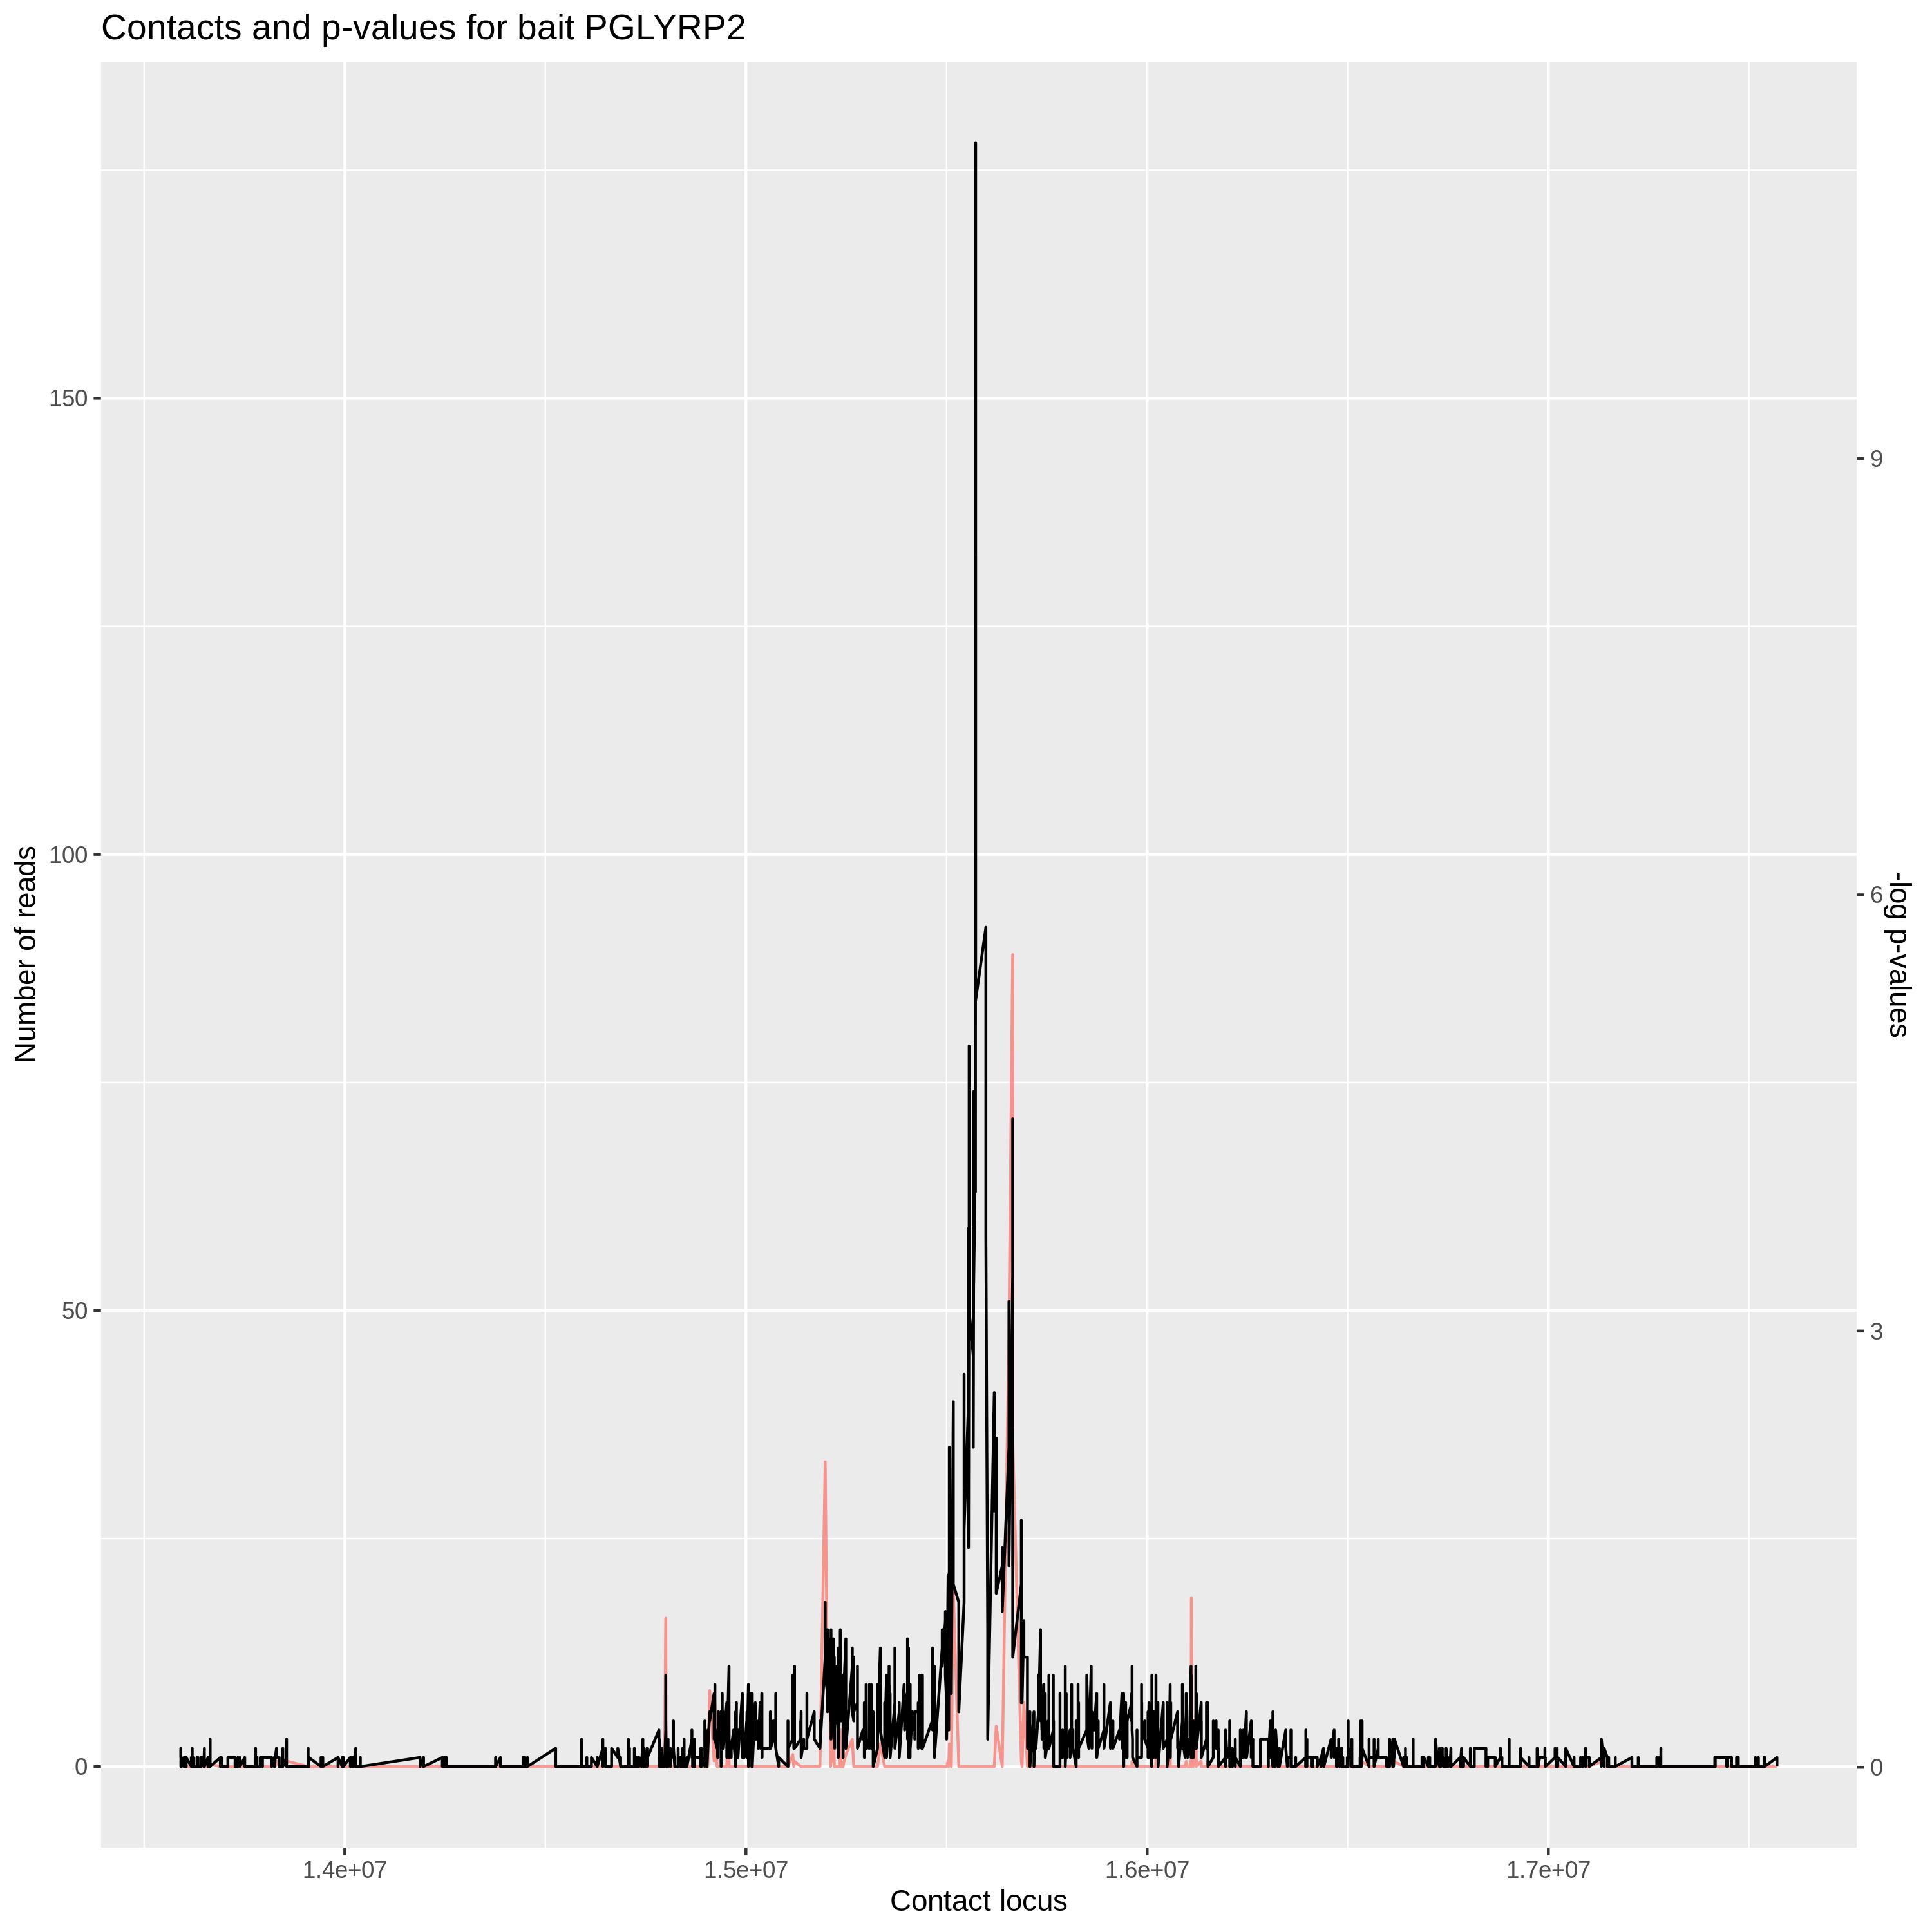 Contacts and p-values for bait PGLYRP2
Number of reads
150
100
50
0
9
6
3
0
-log p-values
1.4e+07 1.5e+07 1.6e+07 1.7e+07
Contact locus